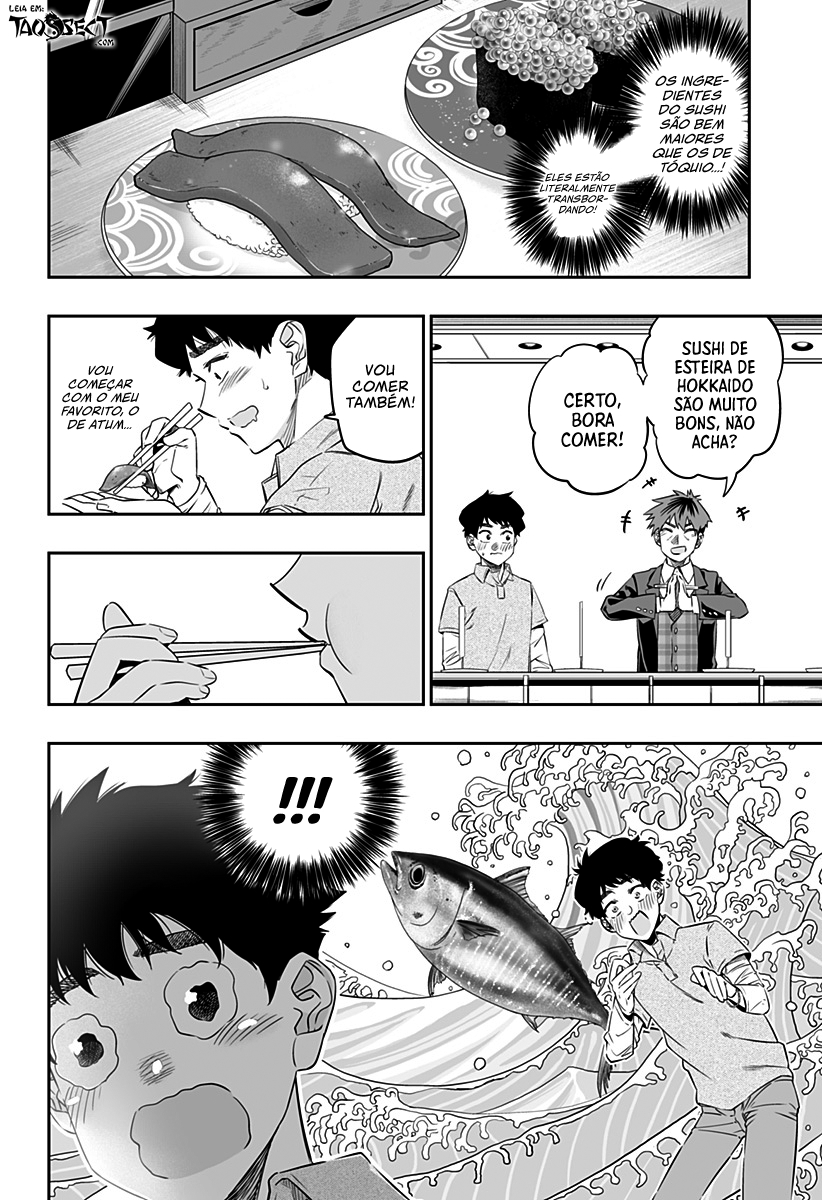 LEIA EM:
TAOSSECT
.COM
OS INGRE-
DIENTES
DO SUSHI
SÃO BEM
MAIORES
QUE OS DE
TÓQUIO...!
ELES ESTÃO
LITERALMENTE
TRANSBOR-
DANDO!
SUSHI DE
ESTEIRA DE
HOKKAIDO
SÃO MUITO
BONS, NÃO
ACHA?
CERTO,
BORA
COMER!
VOU
COMER
TAMBÉM!
VOU
COMEÇAR
COM O MEU
FAVORITO, O
DE ATUM...
!!!